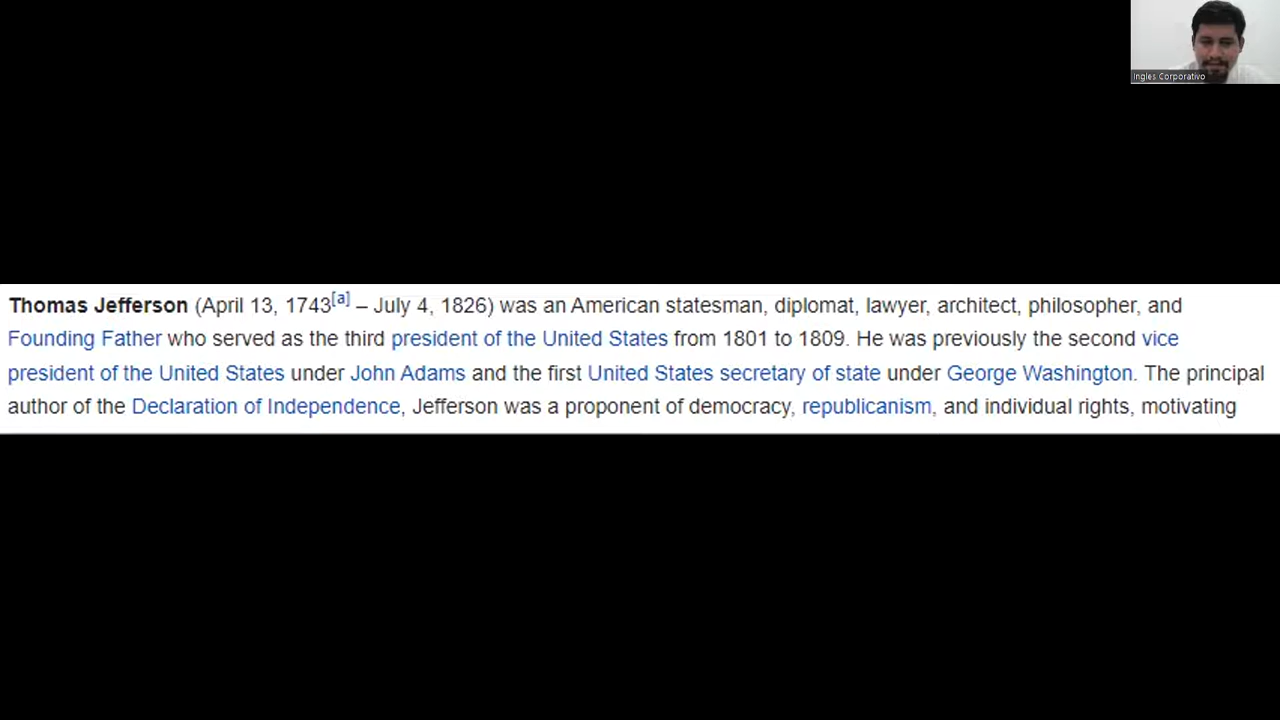 Ingles Corporativo
Thomas Jefferson (April 13, 1743[a] – July 4, 1826) was an American statesman, diplomat, lawyer, architect, philosopher, and
Founding Father who served as the third president of the United States from 1801 to 1809. He was previously the second vice
president of the United States under John Adams and the first United States secretary of state under George Washington. The principal
author of the Declaration of Independence, Jefferson was a proponent of democracy, republicanism, and individual rights, motivating